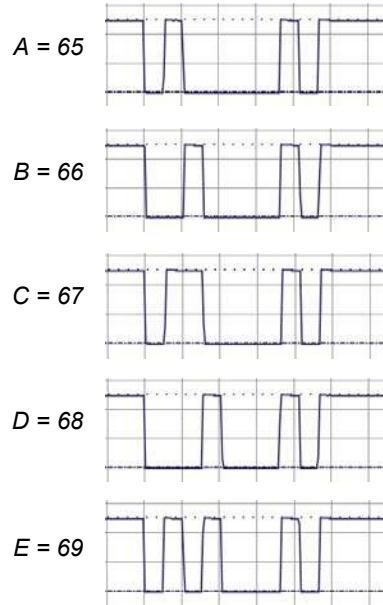 A = 65
B = 66
C = 67
D = 68
E = 69